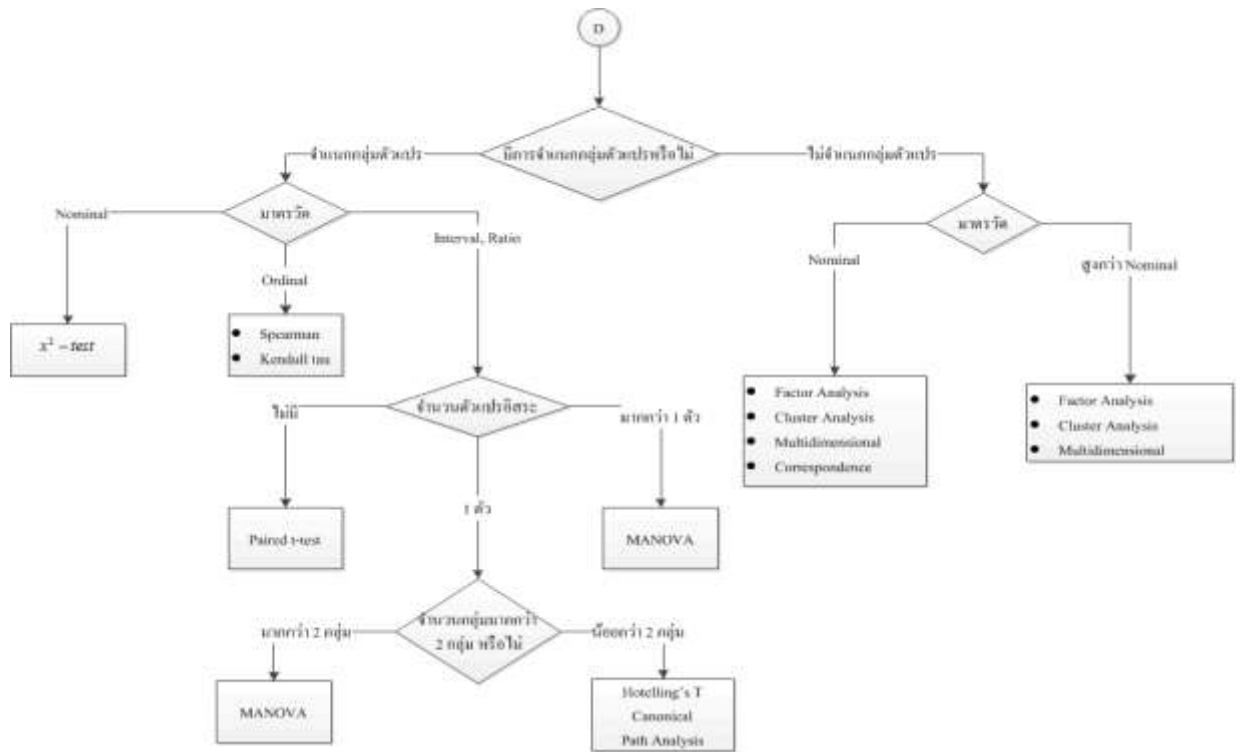 D
มีการจำแนกกลุ่มตัวแปรหรือไม่
จำแนกกลุ่มตัวแปร
ไม่จำแนกกลุ่มตัวแปร
มาตรวัด
Nominal
Interval, Ratio
Ordinal
x² – test
Spearman
Kendull tau
มาตรวัด
Nominal
สูงกว่า Nominal
Factor Analysis
Cluster Analysis
Multidimensional
Correspondence
Factor Analysis
Cluster Analysis
Multidimensional
จำนวนตัวแปรอิสระ
ไม่มี
มากกว่า 1 ตัว
1 ตัว
Paired t-test
MANOVA
จำนวนกลุ่มมากกว่า
2 กลุ่ม หรือไม่
มากกว่า 2 กลุ่ม
น้อยกว่า 2 กลุ่ม
MANOVA
Hotelling's T
Canonical
Path Analysis